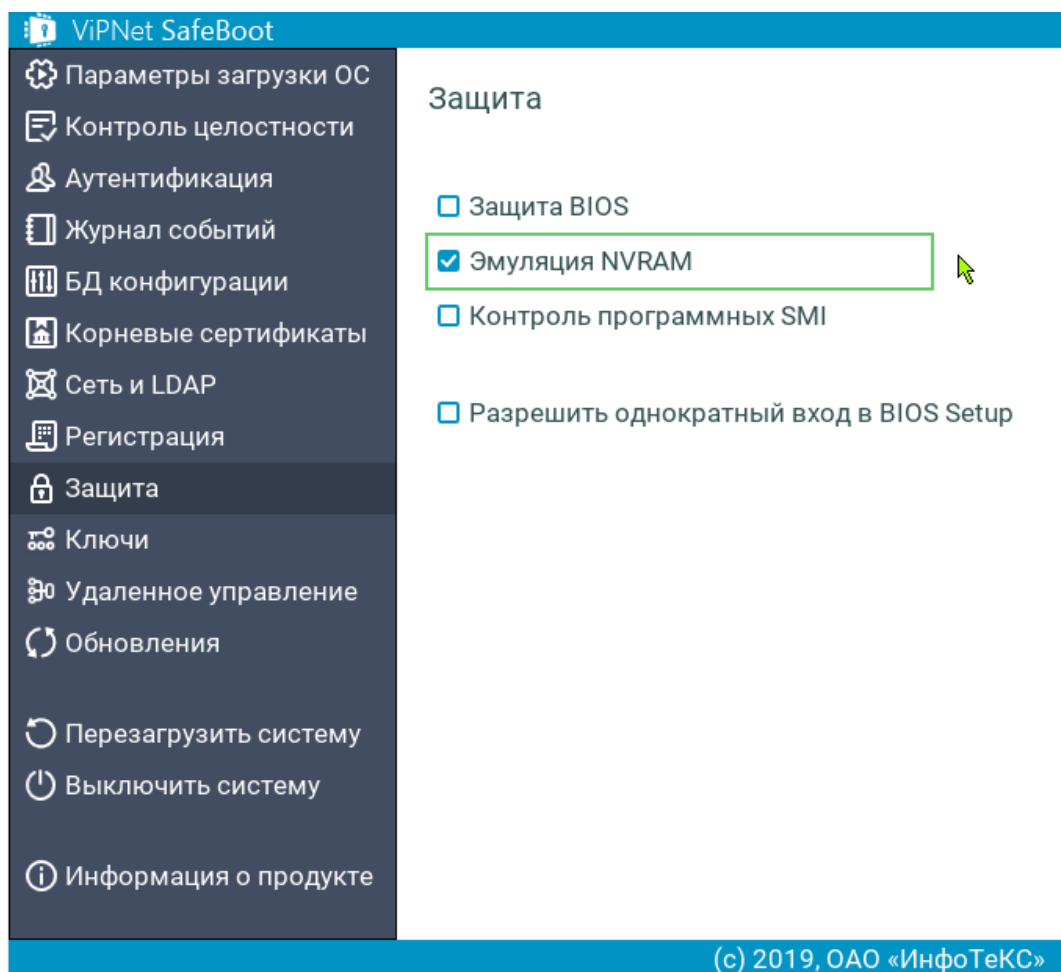 ViPNet SafeBoot
Параметры загрузки ОС
Контроль целостности
Аутентификация
Журнал событий
БД конфигурации
Корневые сертификаты
Сеть и LDAP
Регистрация
Защита
Ключи
Удаленное управление
Обновления
Перезагрузить систему
Выключить систему
Информация о продукте
Защита
Защита BIOS
Эмуляция NVRAM
Контроль программных SMI
Разрешить однократный вход в BIOS Setup
(c) 2019, ОАО «ИнфоТеКС»